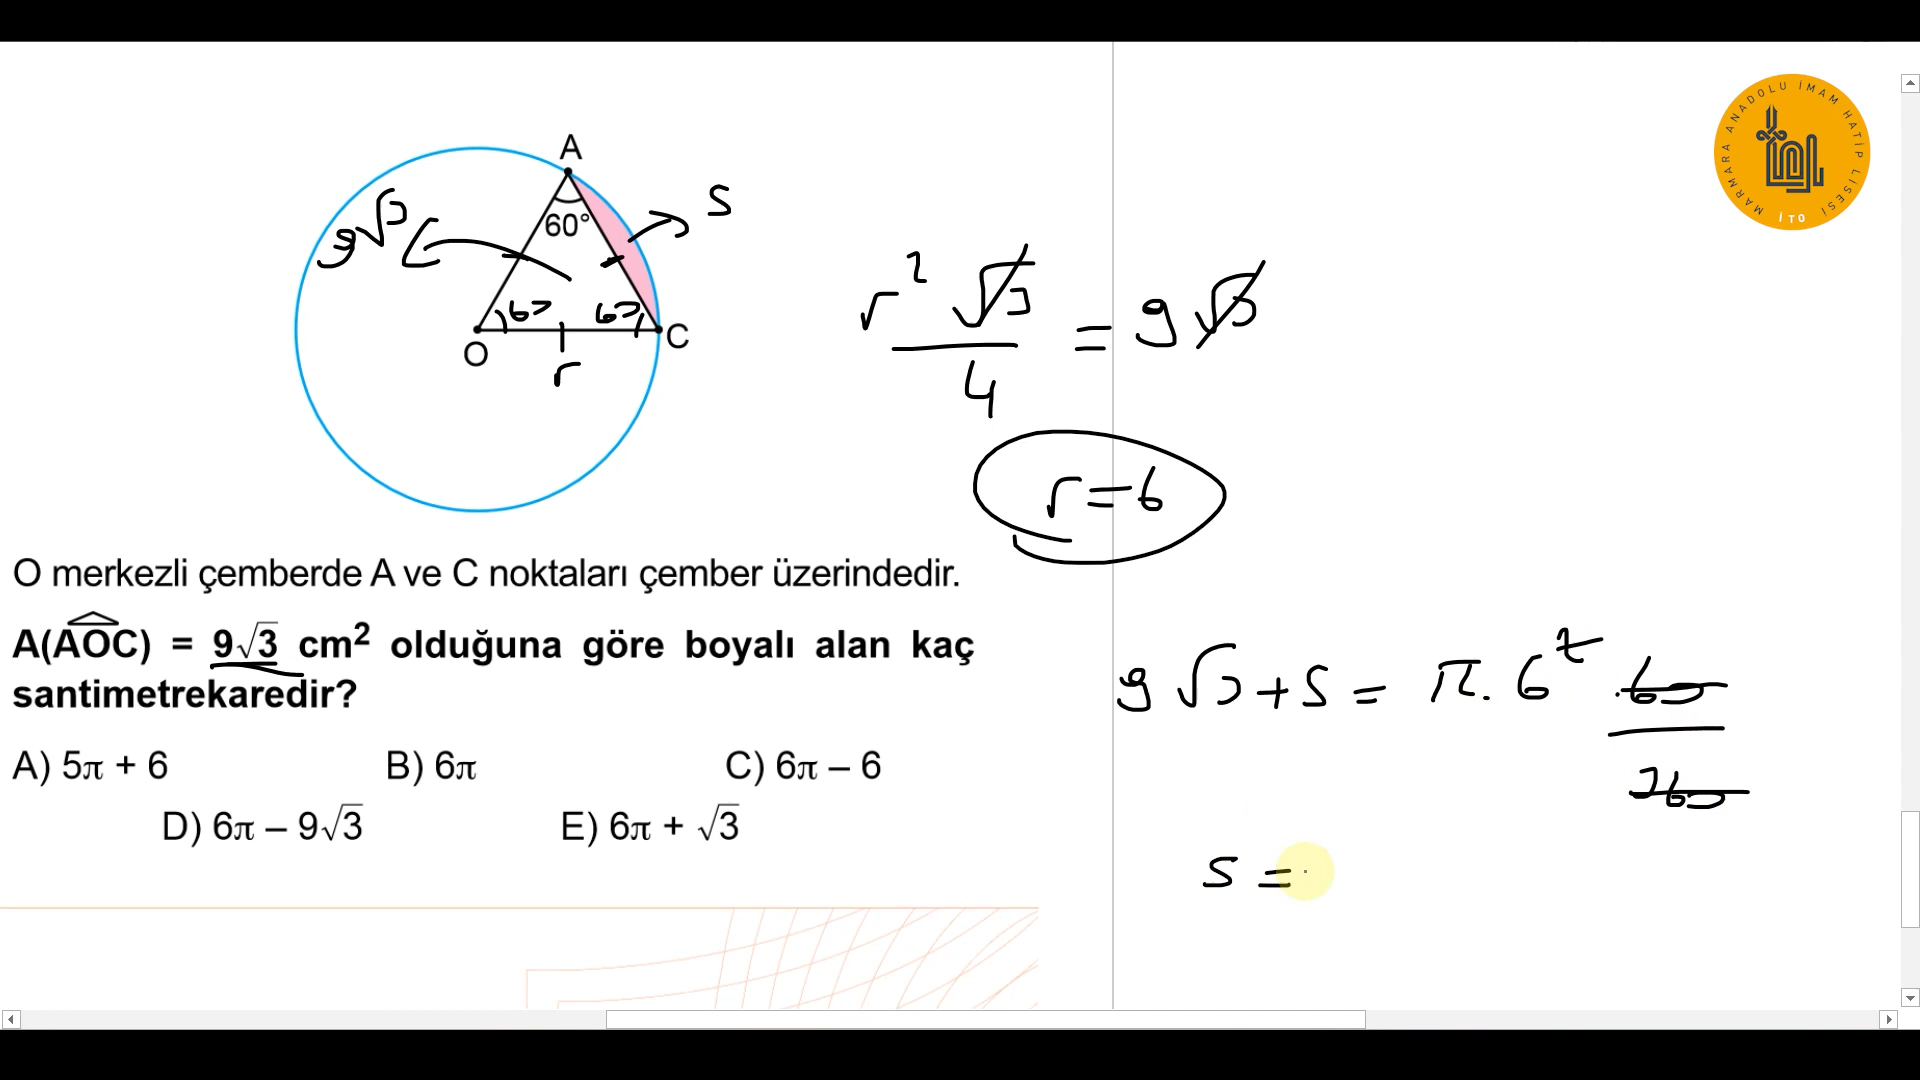 MARMARA ANADOLU İMAM HATİP LİSESİ
İTO
A
60°
O
C
9√3
S
60
60
r
r² √3 / 4 = 9 √3
r = 6
O merkezli çemberde A ve C noktaları çember üzerindedir.
A(AOC) = 9√3 cm² olduğuna göre boyalı alan kaç
santimetrekaredir?
A) 5π + 6 B) 6π C) 6π – 6
D) 6π – 9√3 E) 6π + √3
9√3 + S = π . 6² . 60 / 360
S =